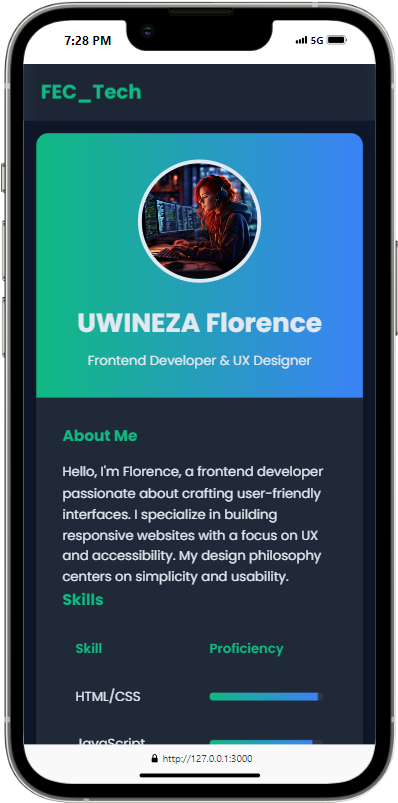 7:28 PM
5G
FEC_Tech
UWINEZA Florence
Frontend Developer & UX Designer
About Me
Hello, I'm Florence, a frontend developer
passionate about crafting user-friendly
interfaces. I specialize in building
responsive websites with a focus on UX
and accessibility. My design philosophy
centers on simplicity and usability.
Skills
Skill Proficiency
HTML/CSS
JavaScript
http://127.0.0.1:3000